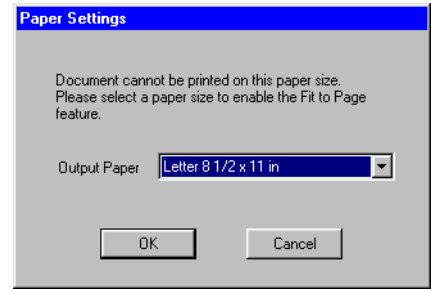 Paper Settings
Document cannot be printed on this paper size.
Please select a paper size to enable the Fit to Page
feature.
Output Paper Letter 8 1/2 x 11 in
OK Cancel